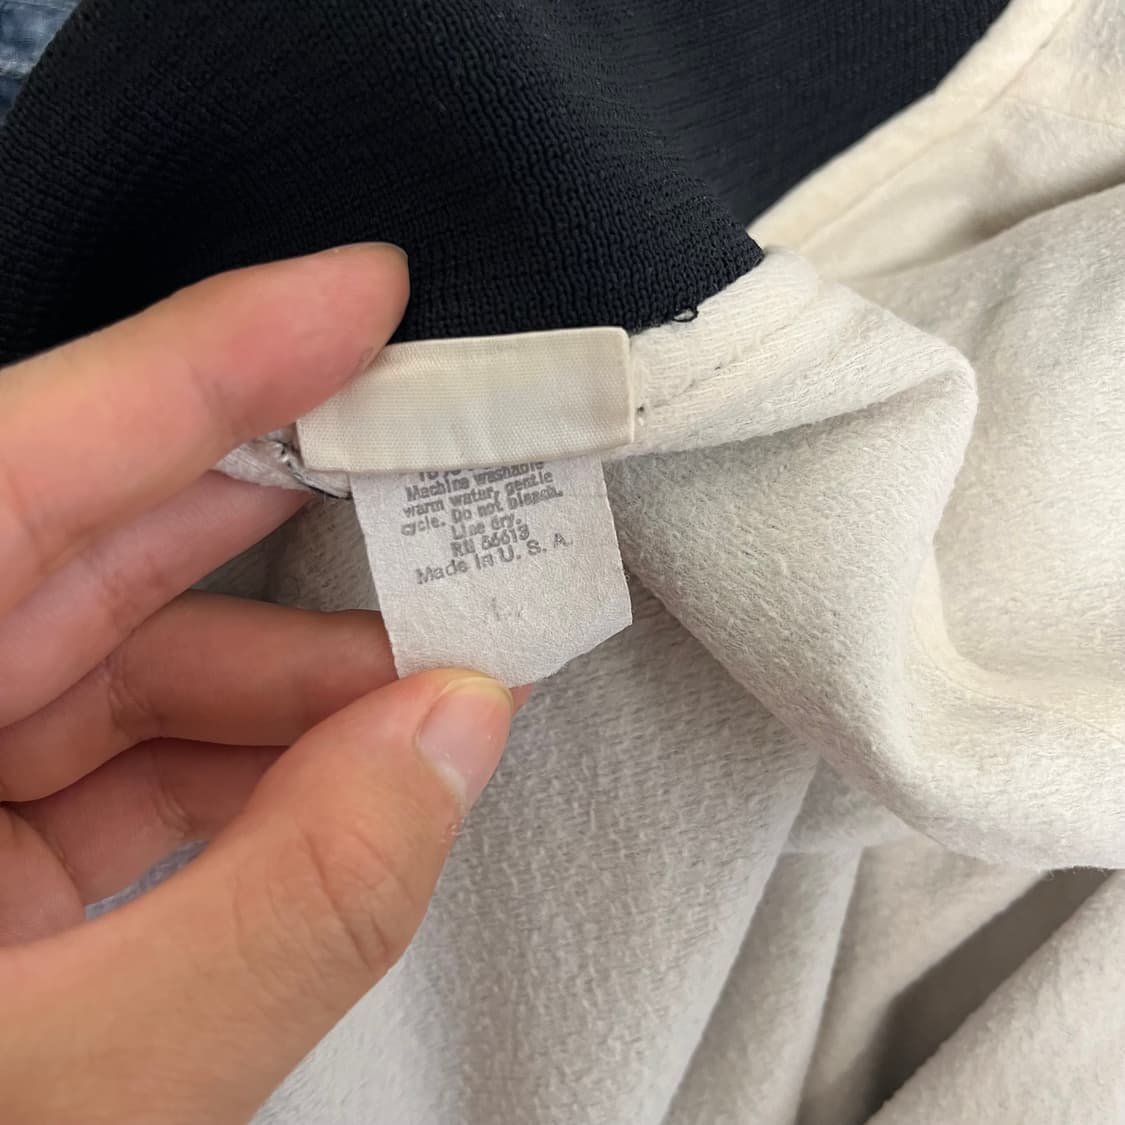 Machine washable
warm water, gentle
cycle. Do not bleach.
Line dry.
RN 56613
Made in U. S. A.
L